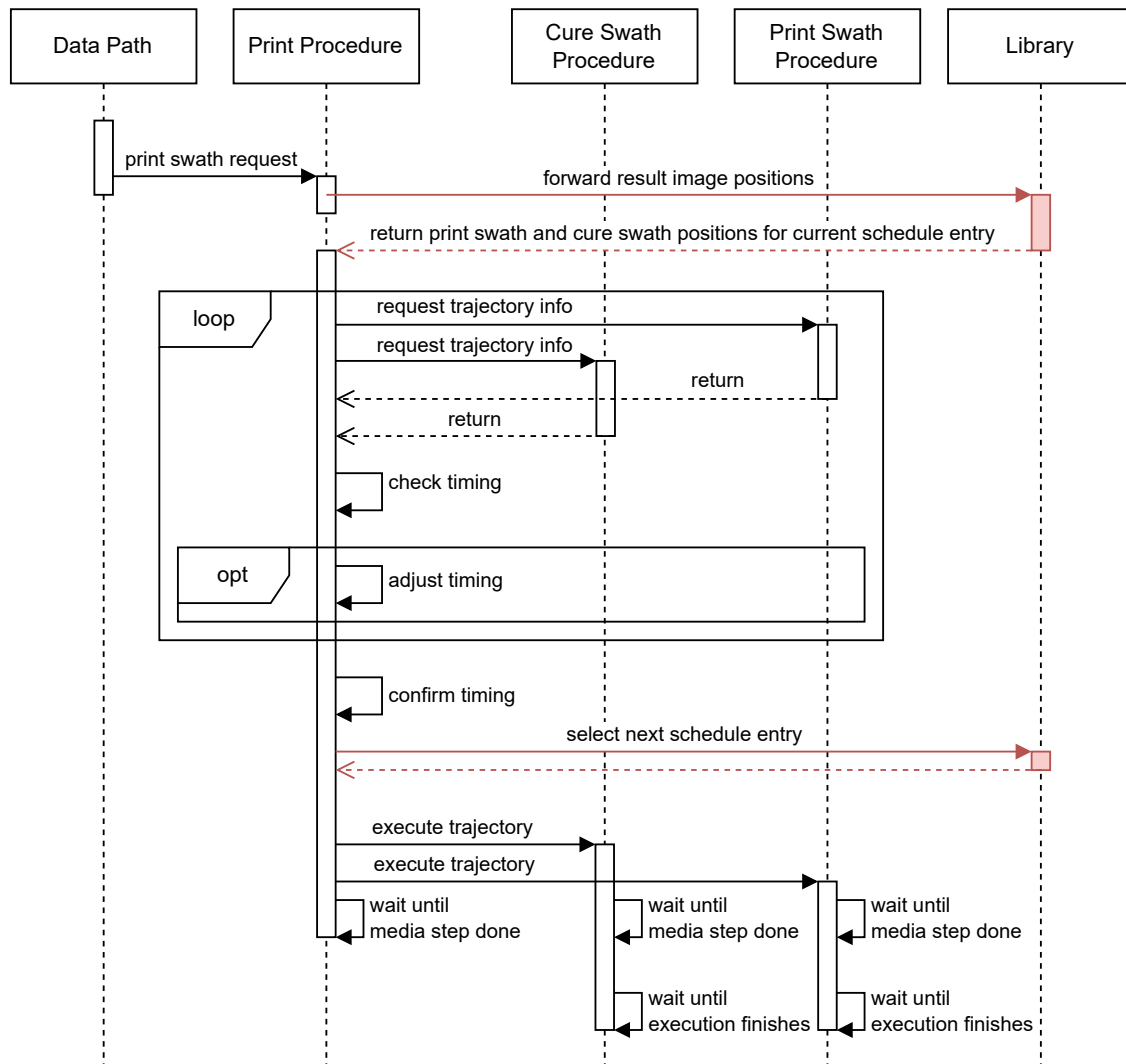 Data Path
Print Procedure
Cure Swath
Procedure
Print Swath
Procedure
Library
print swath request
forward result image positions
return print swath and cure swath positions for current schedule entry
loop
request trajectory info
request trajectory info
return
return
check timing
opt
adjust timing
confirm timing
select next schedule entry
execute trajectory
execute trajectory
wait until
media step done
wait until
media step done
wait until
media step done
wait until
execution finishes
wait until
execution finishes